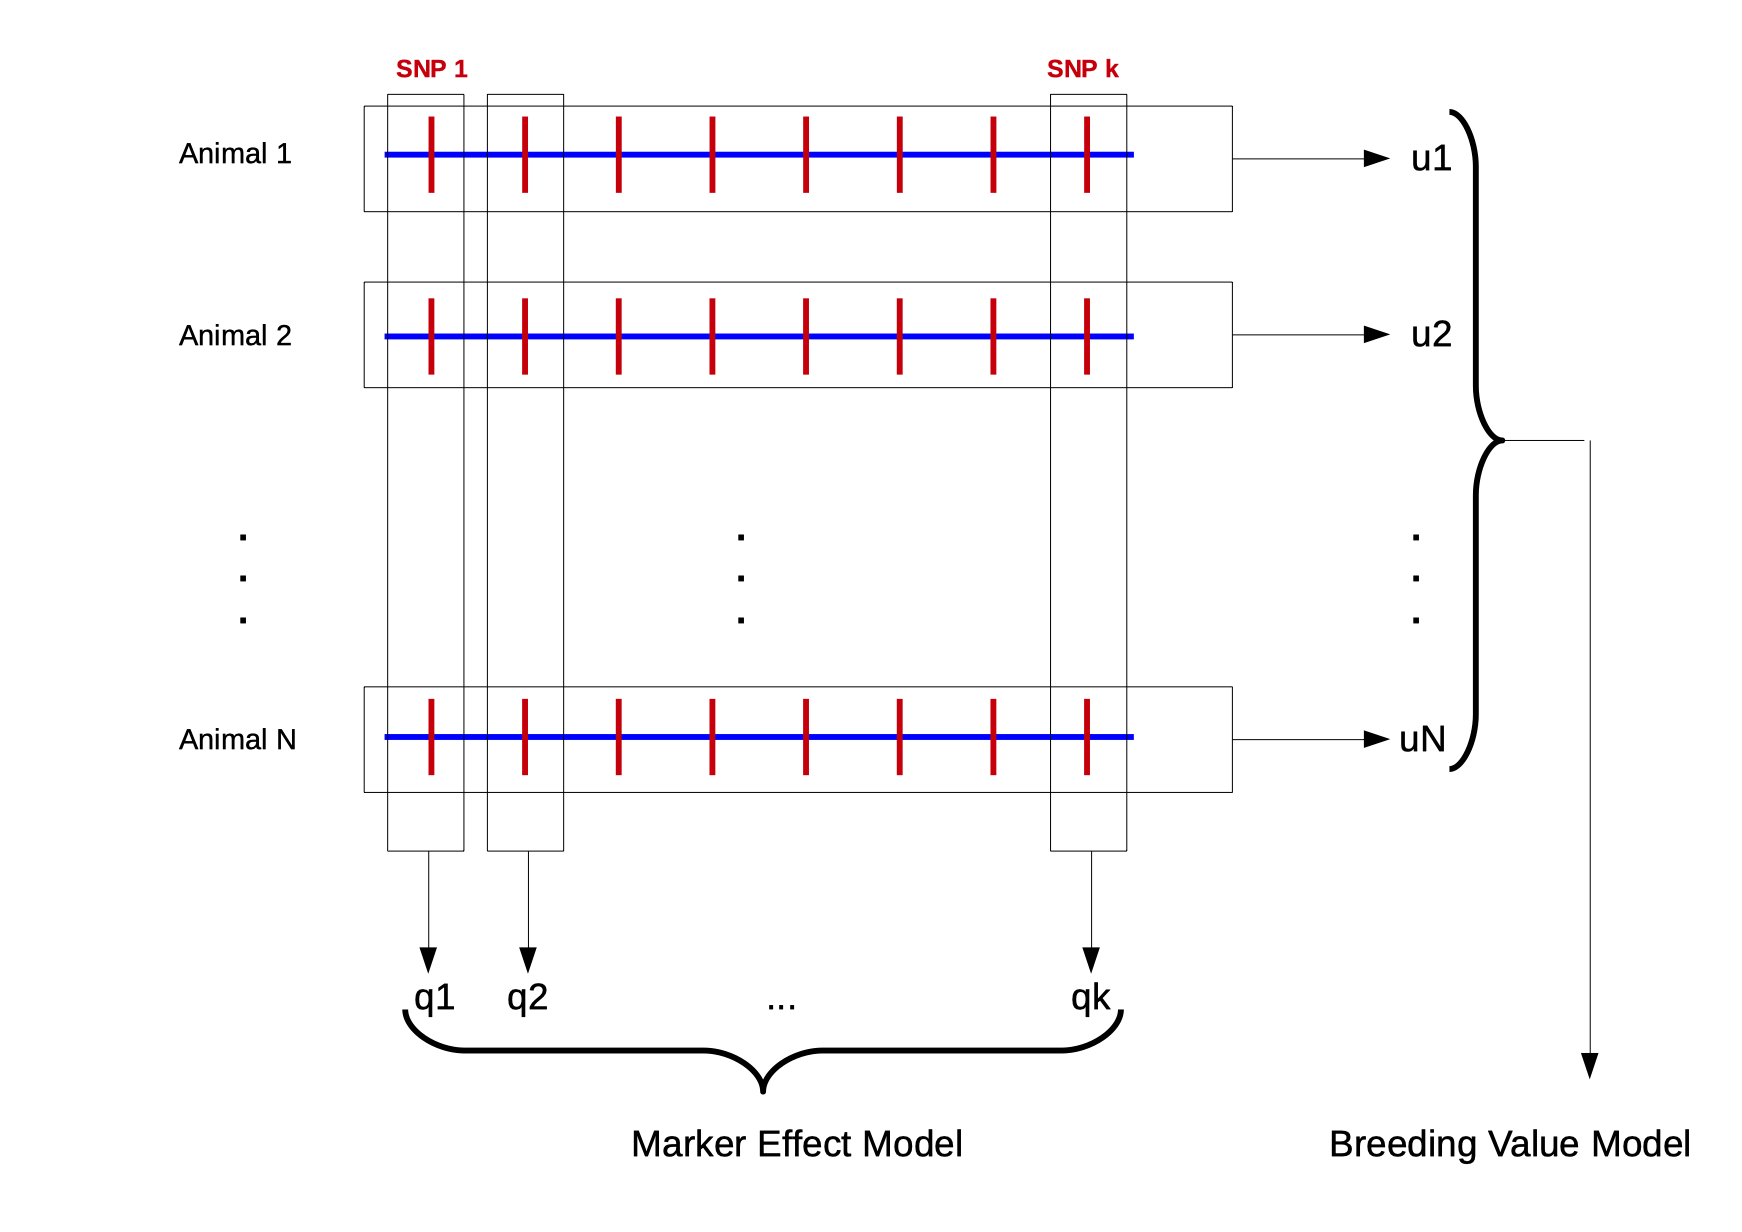 SNP 1
SNP k
Animal 1
u1
Animal 2
u2
.
.
.
.
.
.
.
.
.
Animal N
uN
q1
q2
...
qk
Marker Effect Model
Breeding Value Model